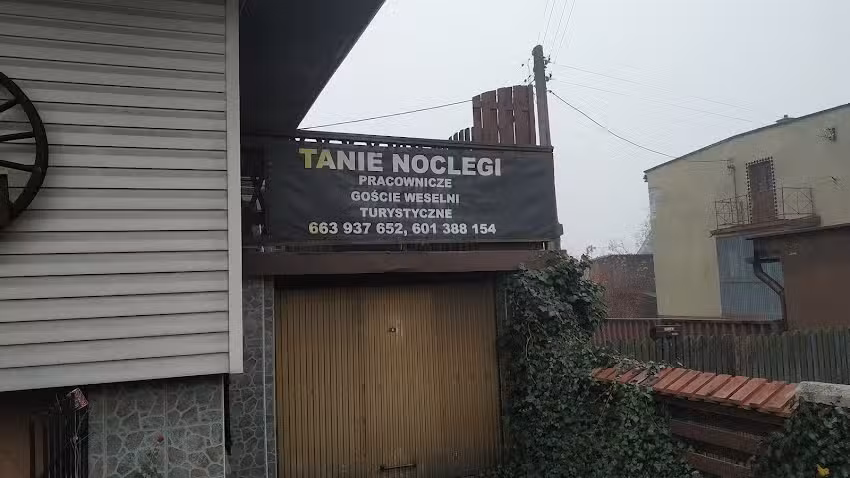 TANIE NOCLEGI
PRACOWNICZE
GOŚCIE WESELNI
TURYSTYCZNE
663 937 652, 601 388 154